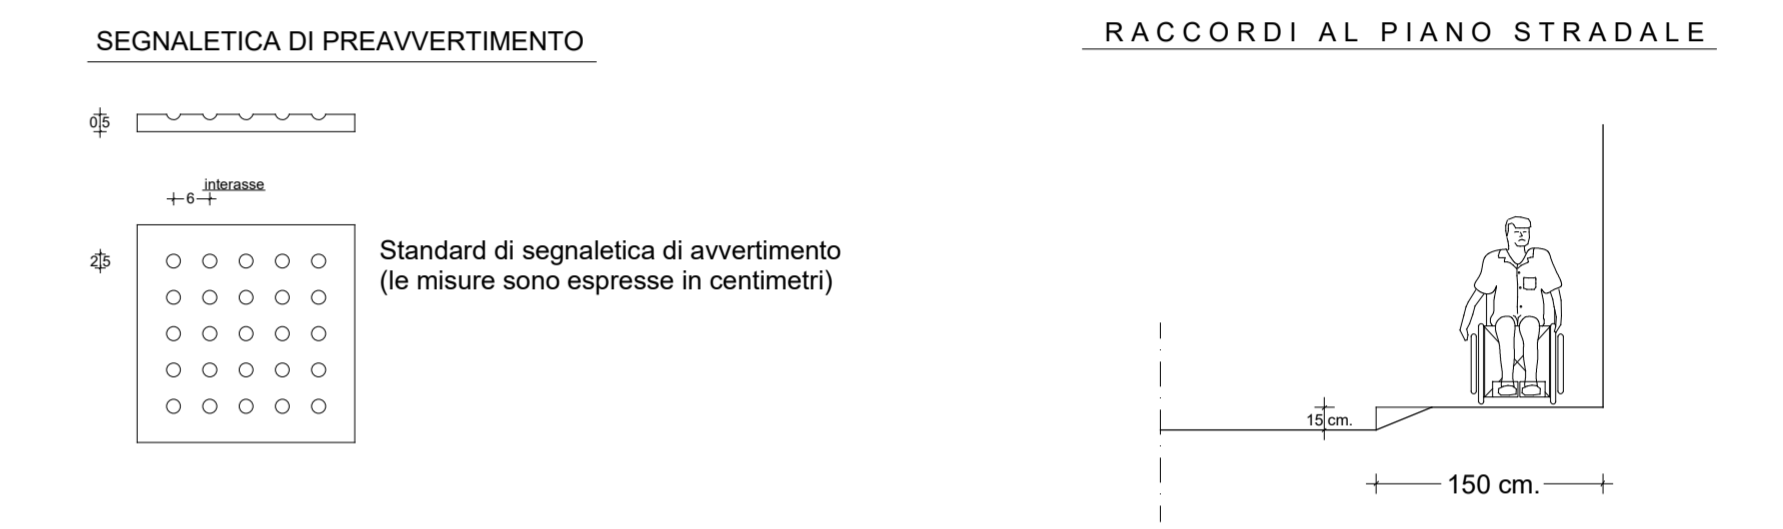 SEGNALETICA DI PREAVVERTIMENTO
0,5
interasse
6
2,5
Standard di segnaletica di avvertimento
(le misure sono espresse in centimetri)
RACCORDI AL PIANO STRADALE
15 cm.
150 cm.